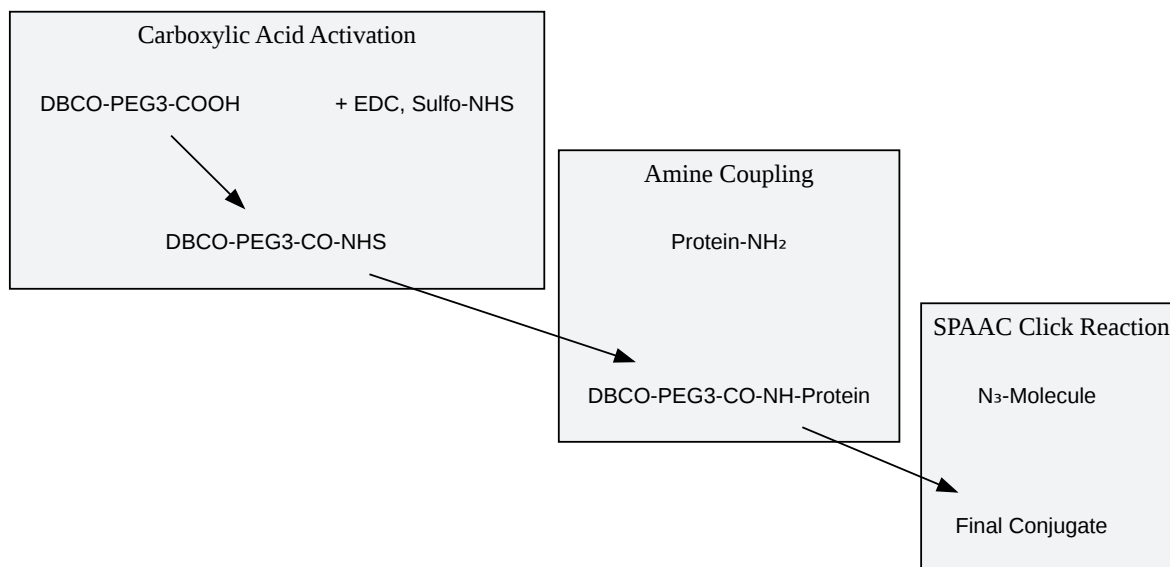 Carboxylic Acid Activation
DBCO-PEG3-COOH
+ EDC, Sulfo-NHS
DBCO-PEG3-CO-NHS
Amine Coupling
Protein-NH₂
DBCO-PEG3-CO-NH-Protein
SPAAC Click Reaction
N₃-Molecule
Final Conjugate